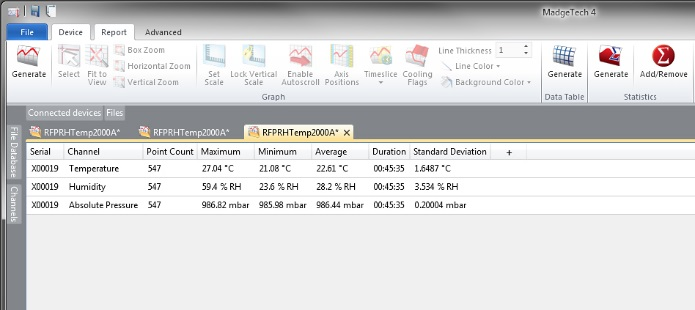 MadgeTech 4
File Device Report Advanced
Generate Select Fit to View Box Zoom Horizontal Zoom Vertical Zoom Set Scale Lock Vertical Scale Enable Autoscroll Axis Positions Timeslice Cooling Flags Line Thickness 1 Line Color Background Color Generate Generate Add/Remove
Graph Data Table Statistics
Connected devices Files
RFPRHTemp2000A* RFPRHTemp2000A* RFPRHTemp2000A* ×
File Database
Channels
Serial Channel Point Count Maximum Minimum Average Duration Standard Deviation +
X00019 Temperature 547 27.04 °C 21.08 °C 22.61 °C 00:45:35 1.6487 °C
X00019 Humidity 547 59.4 % RH 23.6 % RH 28.2 % RH 00:45:35 3.534 % RH
X00019 Absolute Pressure 547 986.82 mbar 985.98 mbar 986.44 mbar 00:45:35 0.20004 mbar